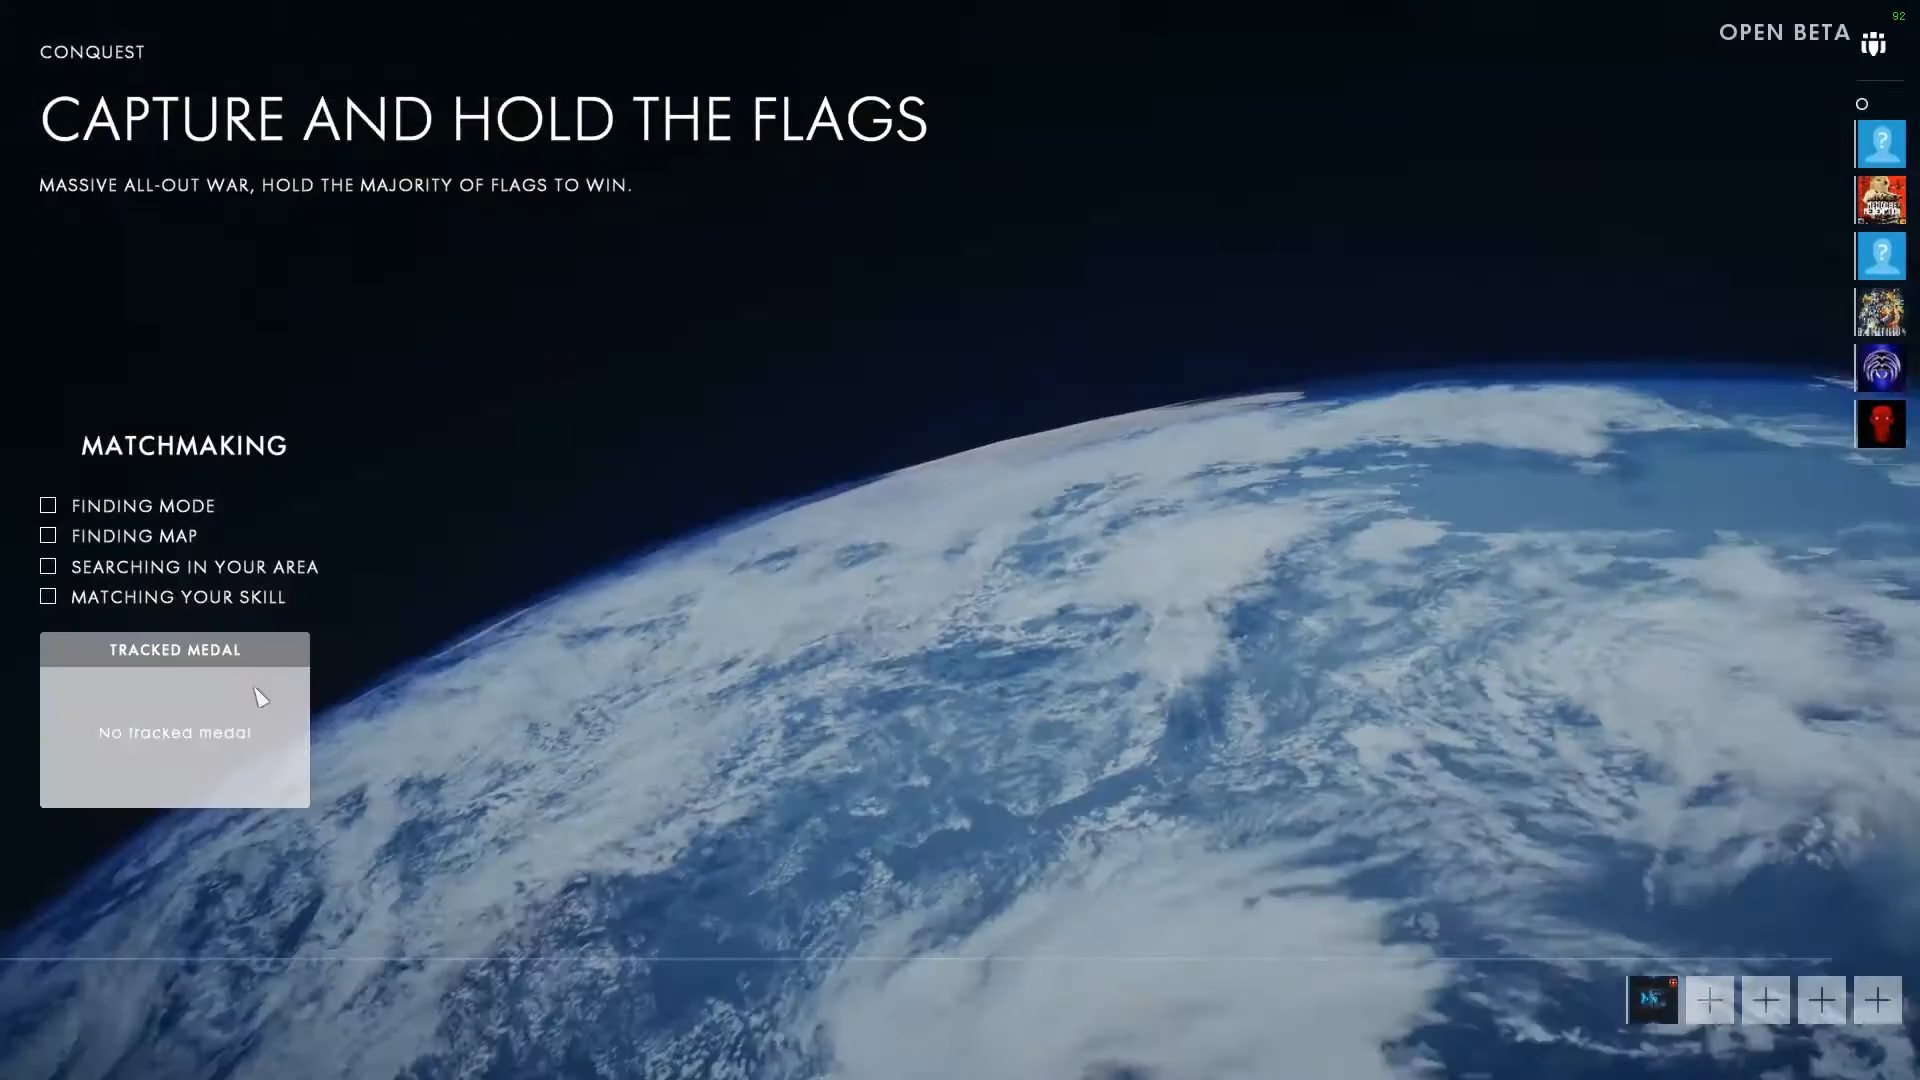 92
OPEN BETA
CONQUEST
CAPTURE AND HOLD THE FLAGS
MASSIVE ALL-OUT WAR, HOLD THE MAJORITY OF FLAGS TO WIN.
MATCHMAKING
FINDING MODE
FINDING MAP
SEARCHING IN YOUR AREA
MATCHING YOUR SKILL
TRACKED MEDAL
No tracked medal